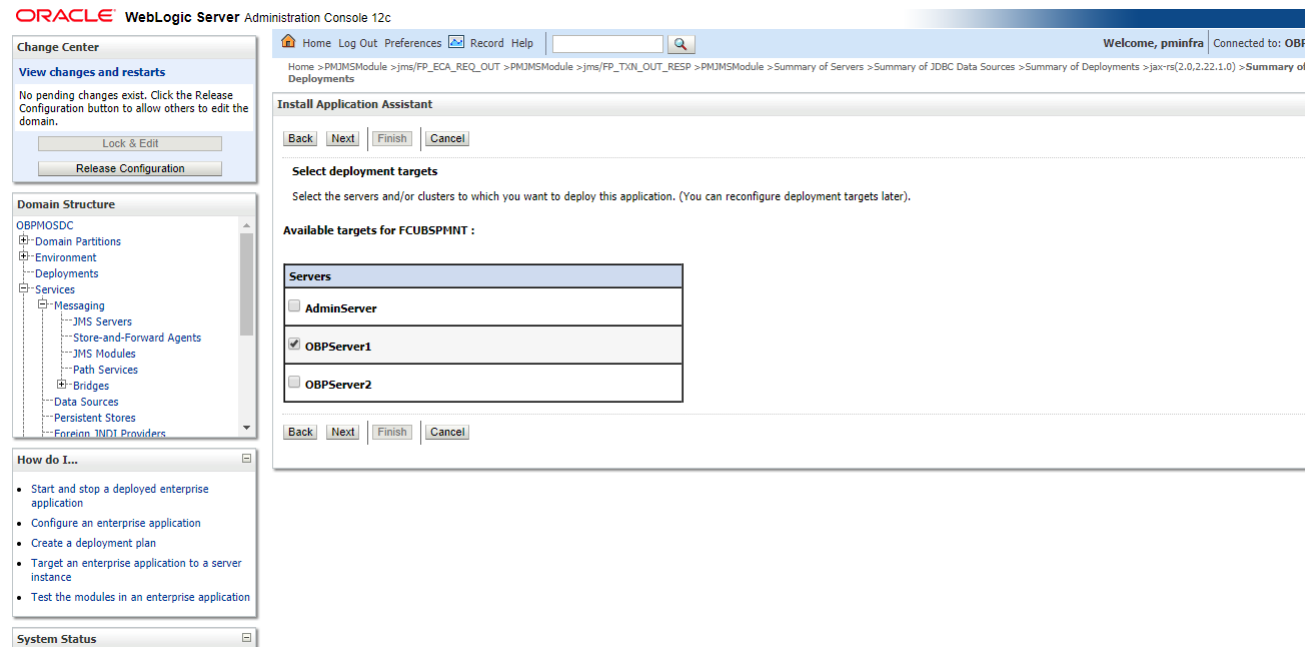 ORACLE WebLogic Server Administration Console 12c
Change Center
View changes and restarts
No pending changes exist. Click the Release
Configuration button to allow others to edit the
domain.
Lock & Edit
Release Configuration
Domain Structure
OBPMOSDC
Domain Partitions
Environment
Deployments
Services
Messaging
JMS Servers
Store-and-Forward Agents
JMS Modules
Path Services
Bridges
Data Sources
Persistent Stores
Foreign JNDI Providers
How do I...
Start and stop a deployed enterprise
application
Configure an enterprise application
Create a deployment plan
Target an enterprise application to a server
instance
Test the modules in an enterprise application
System Status
Home Log Out Preferences Record Help
Welcome, pminfra Connected to: OBP
Home >PMJMSModule >jms/FP_ECA_REQ_OUT >PMJMSModule >jms/FP_TXN_OUT_RESP >PMJMSModule >Summary of Servers >Summary of JDBC Data Sources >Summary of Deployments >jax-rs(2.0,2.22.1.0) >Summary of
Deployments
Install Application Assistant
Back Next Finish Cancel
Select deployment targets
Select the servers and/or clusters to which you want to deploy this application. (You can reconfigure deployment targets later).
Available targets for FCUBSPMNT :
Servers
AdminServer
OBPServer1
OBPServer2
Back Next Finish Cancel